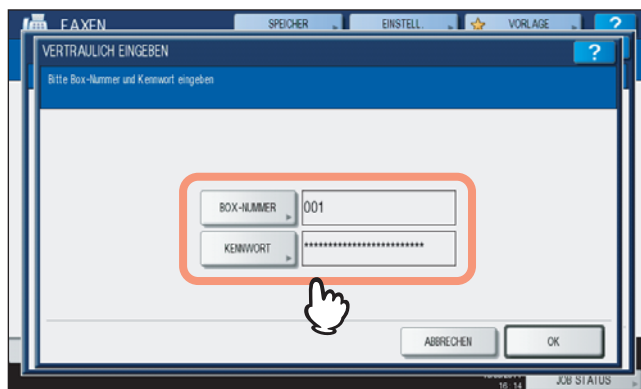 FAXEN SPEICHER EINSTELL. VORLAGE ?
VERTRAULICH EINGEBEN ?
Bitte Box-Nummer und Kennwort eingeben
BOX-NUMMER 001
KENNWORT *************************
ABBRECHEN OK
16:14 JOB STATUS